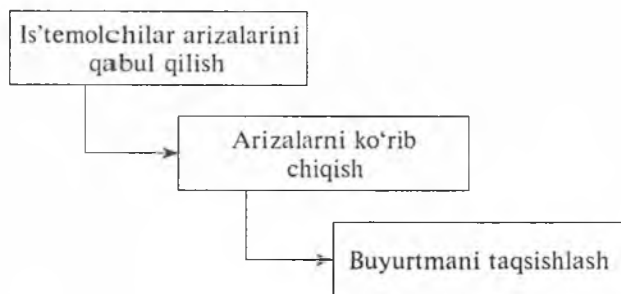 Is'temolchilar arizalarini
qabul qilish
Arizalarni ko‘rib
chiqish
Buyurtmani taqsishlash